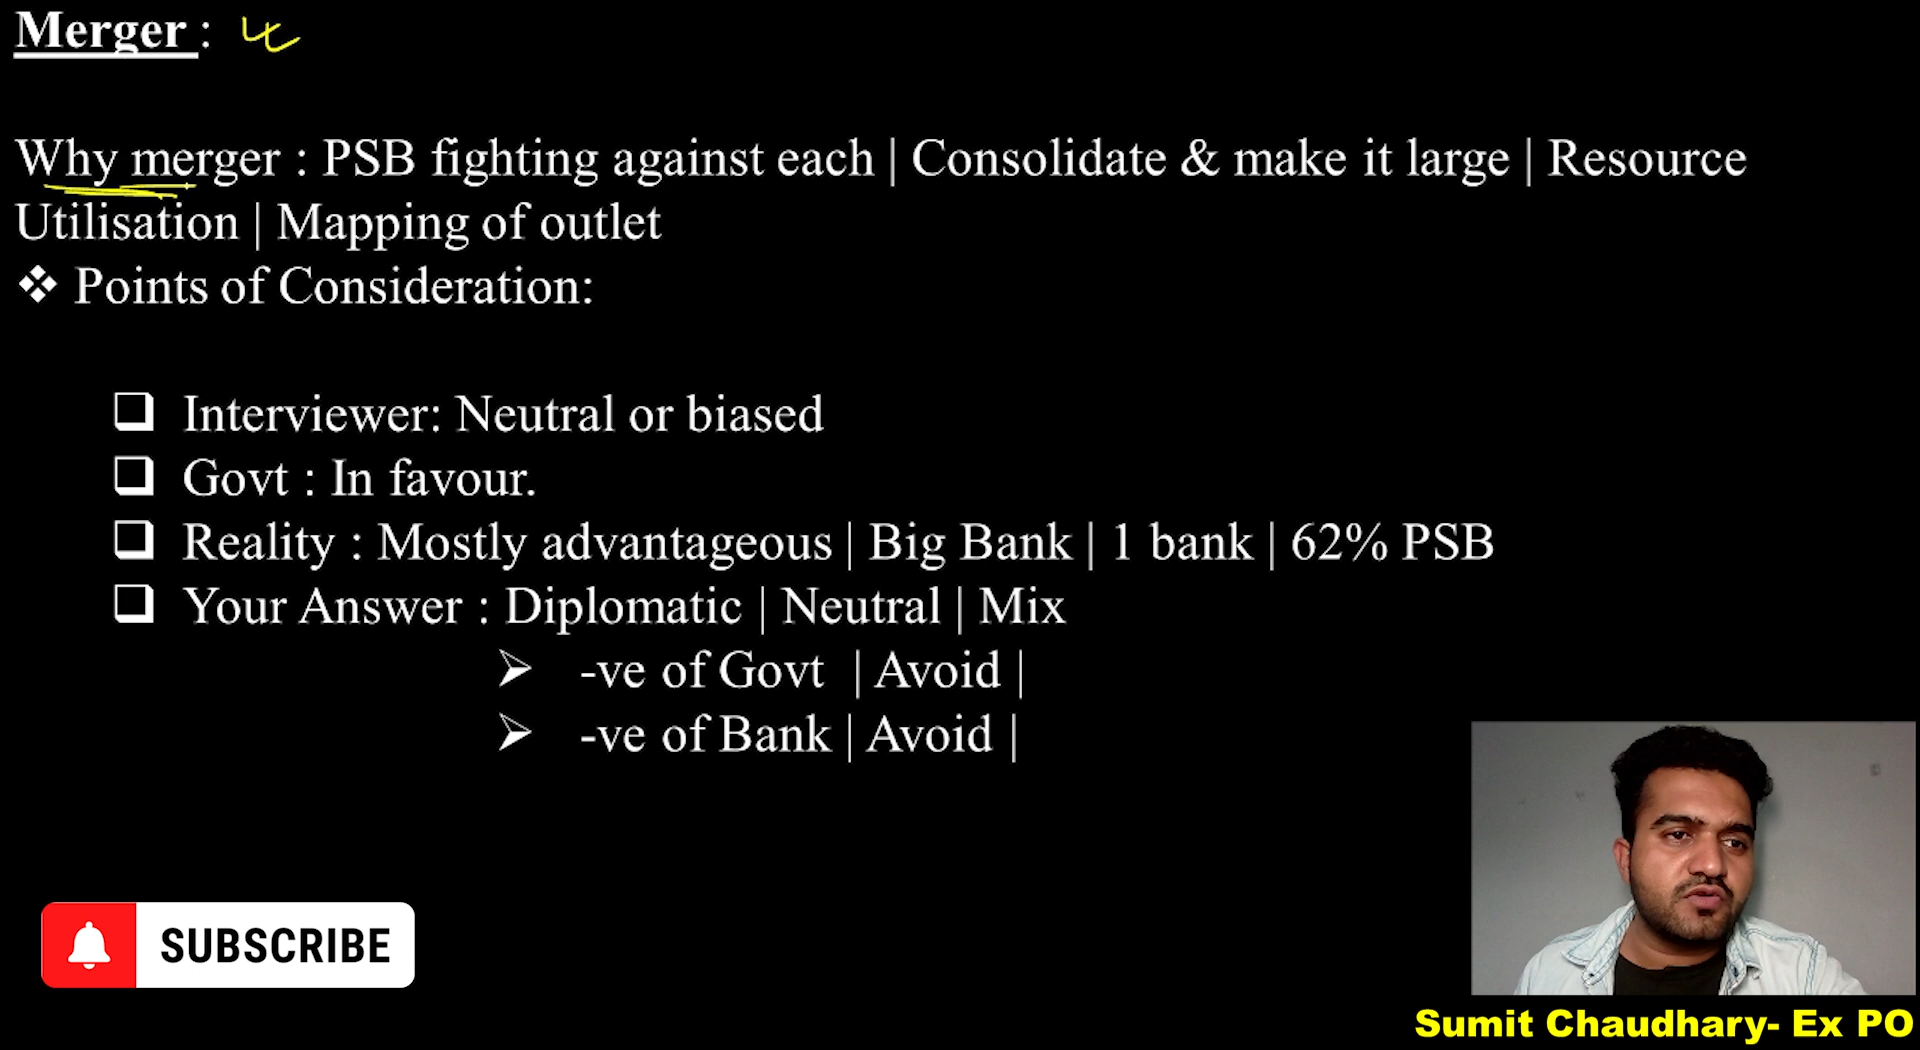 Merger :
Why merger : PSB fighting against each | Consolidate & make it large | Resource
Utilisation | Mapping of outlet
❖ Points of Consideration:
❑ Interviewer: Neutral or biased
❑ Govt : In favour.
❑ Reality : Mostly advantageous | Big Bank | 1 bank | 62% PSB
❑ Your Answer : Diplomatic | Neutral | Mix
➢ -ve of Govt | Avoid |
➢ -ve of Bank | Avoid |
SUBSCRIBE
Sumit Chaudhary- Ex PO